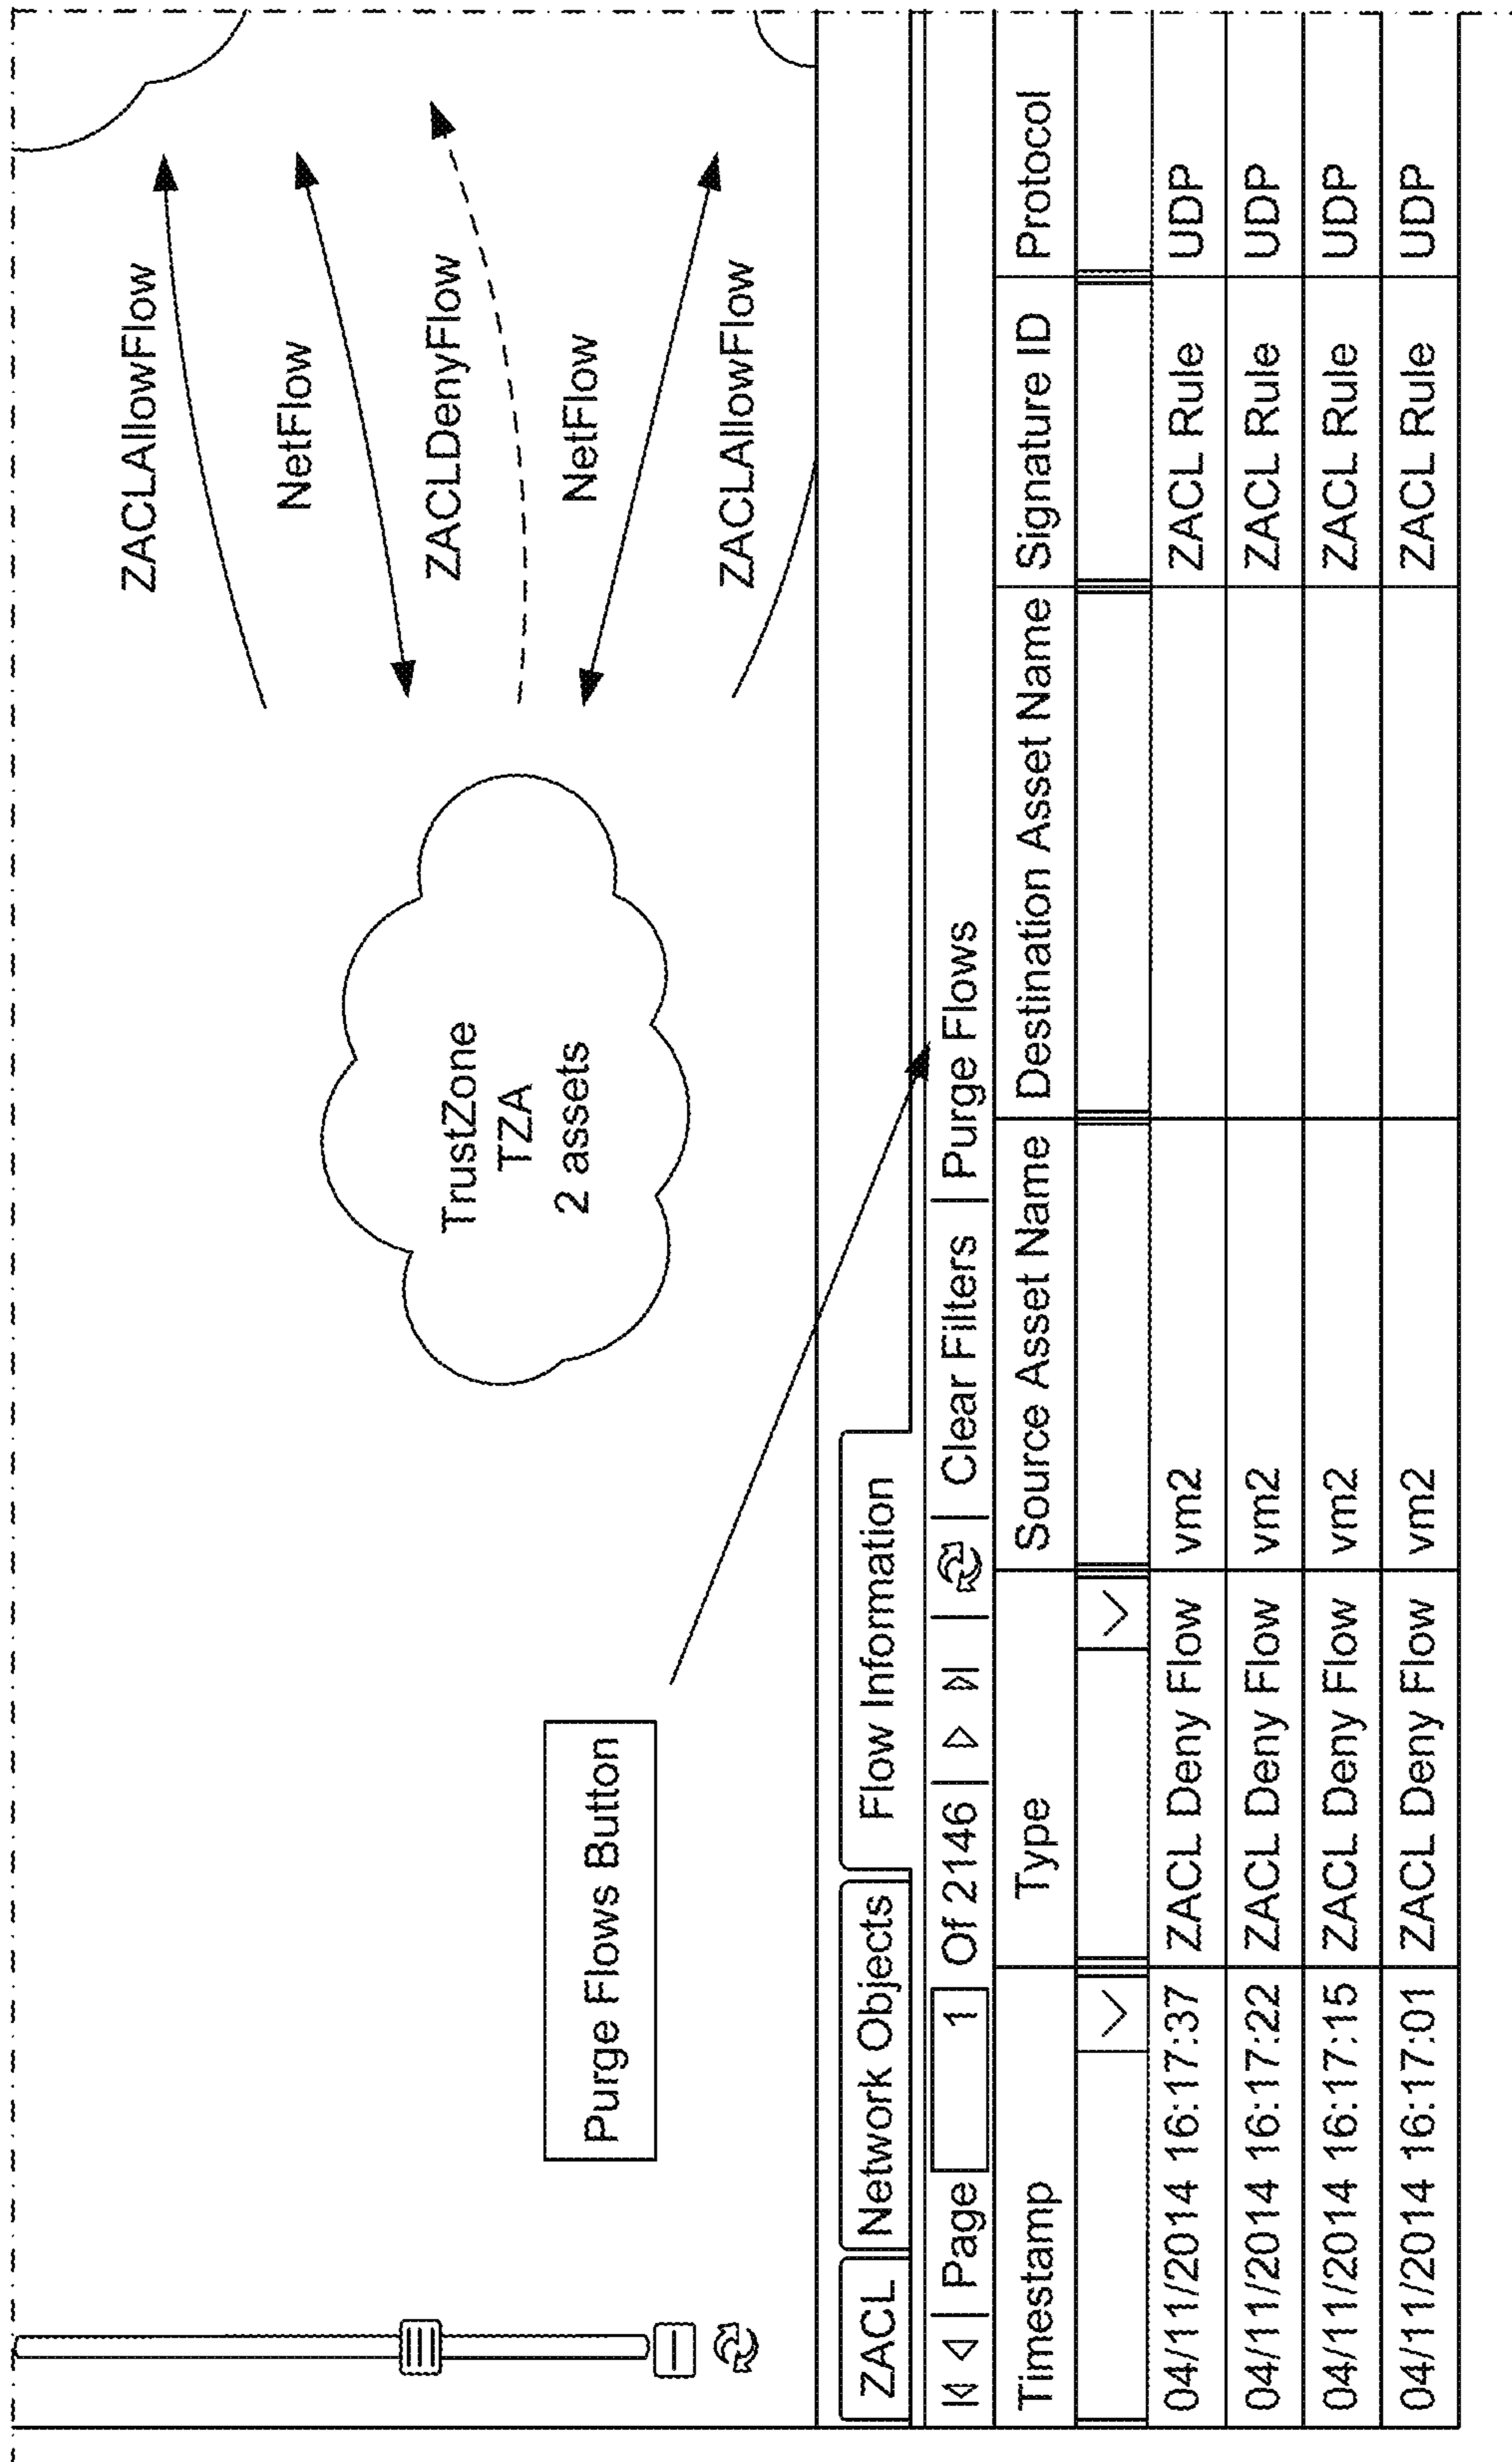 ZACLAllowFlow
NetFlow
ZACLDenyFlow
NetFlow
ZACLAllowFlow
TrustZone
TZA
2 assets
Purge Flows Button
ZACL Network Objects Flow Information
Page 1 Of 2146 Clear Filters Purge Flows
Timestamp Type Source Asset Name Destination Asset Name Signature ID Protocol
04/11/2014 16:17:37 ZACL Deny Flow vm2 ZACL Rule UDP
04/11/2014 16:17:22 ZACL Deny Flow vm2 ZACL Rule UDP
04/11/2014 16:17:15 ZACL Deny Flow vm2 ZACL Rule UDP
04/11/2014 16:17:01 ZACL Deny Flow vm2 ZACL Rule UDP